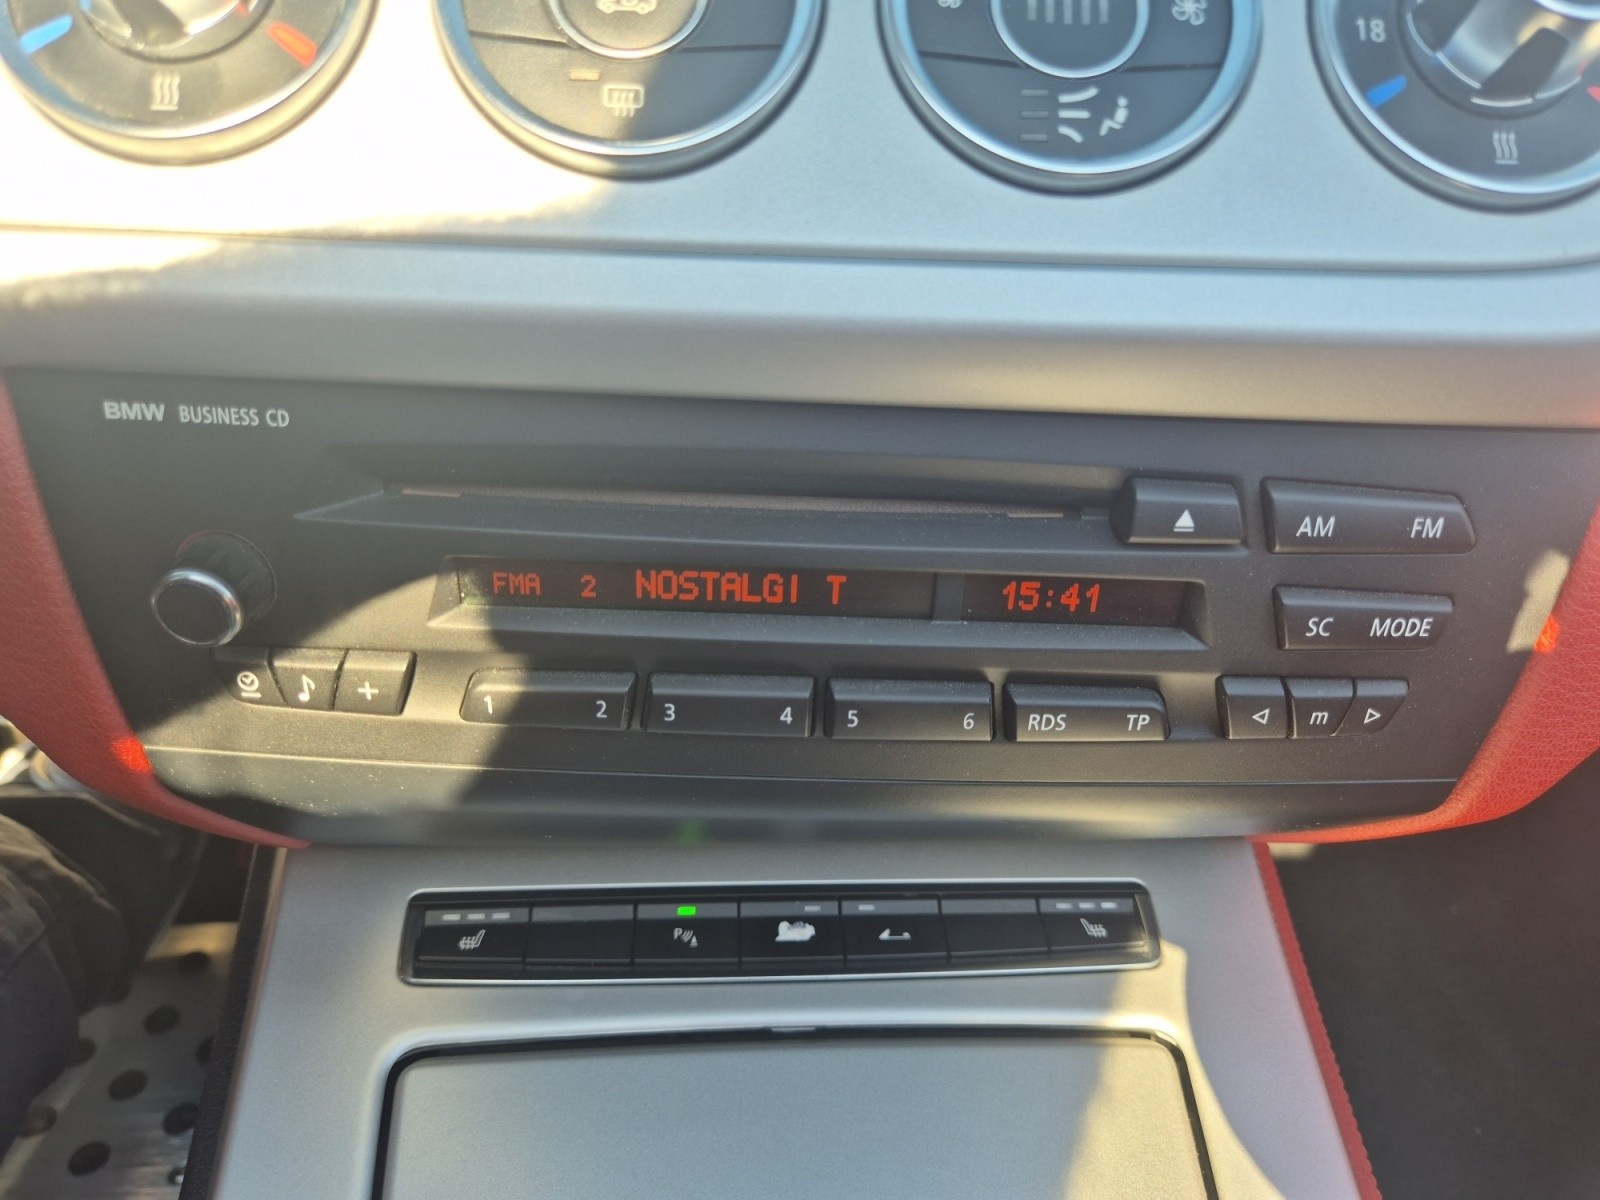 18
BMW BUSINESS CD
AM FM
FMA 2 NOSTALGI T 15:41
SC MODE
1 2 3 4 5 6 RDS TP m
P